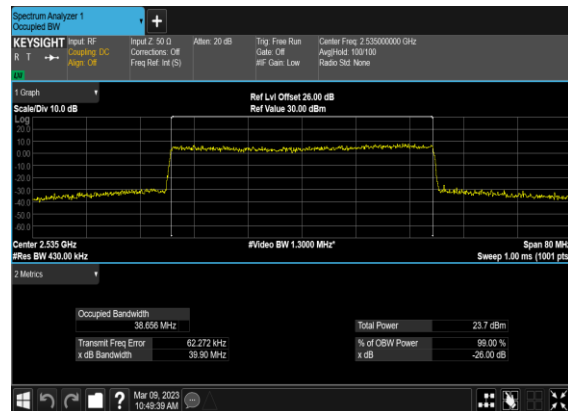 Spectrum Analyzer 1
Occupied BW
+
KEYSIGHT Input: RF Input Z: 50 Ω Atten: 20 dB Trig: Free Run Center Freq: 2.535000000 GHz
R T Coupling: DC Corrections: Off Gate: Off Avg|Hold: 100/100
Align: Off Freq Ref: Int (S) #IF Gain: Low Radio Std: None
1 Graph
Ref Lvl Offset 26.00 dB
Scale/Div 10.0 dB Ref Value 30.00 dBm
Log
20.0
10.0
0.00
-10.0
-20.0
-30.0
-40.0
-50.0
-60.0
Center 2.535 GHz #Video BW 1.3000 MHz* Span 80 MHz
#Res BW 430.00 kHz Sweep 1.00 ms (1001 pts
2 Metrics
Occupied Bandwidth
38.656 MHz Total Power 23.7 dBm
Transmit Freq Error 62.272 kHz % of OBW Power 99.00 %
x dB Bandwidth 39.90 MHz x dB -26.00 dB
? Mar 09, 2023
10:49:39 AM